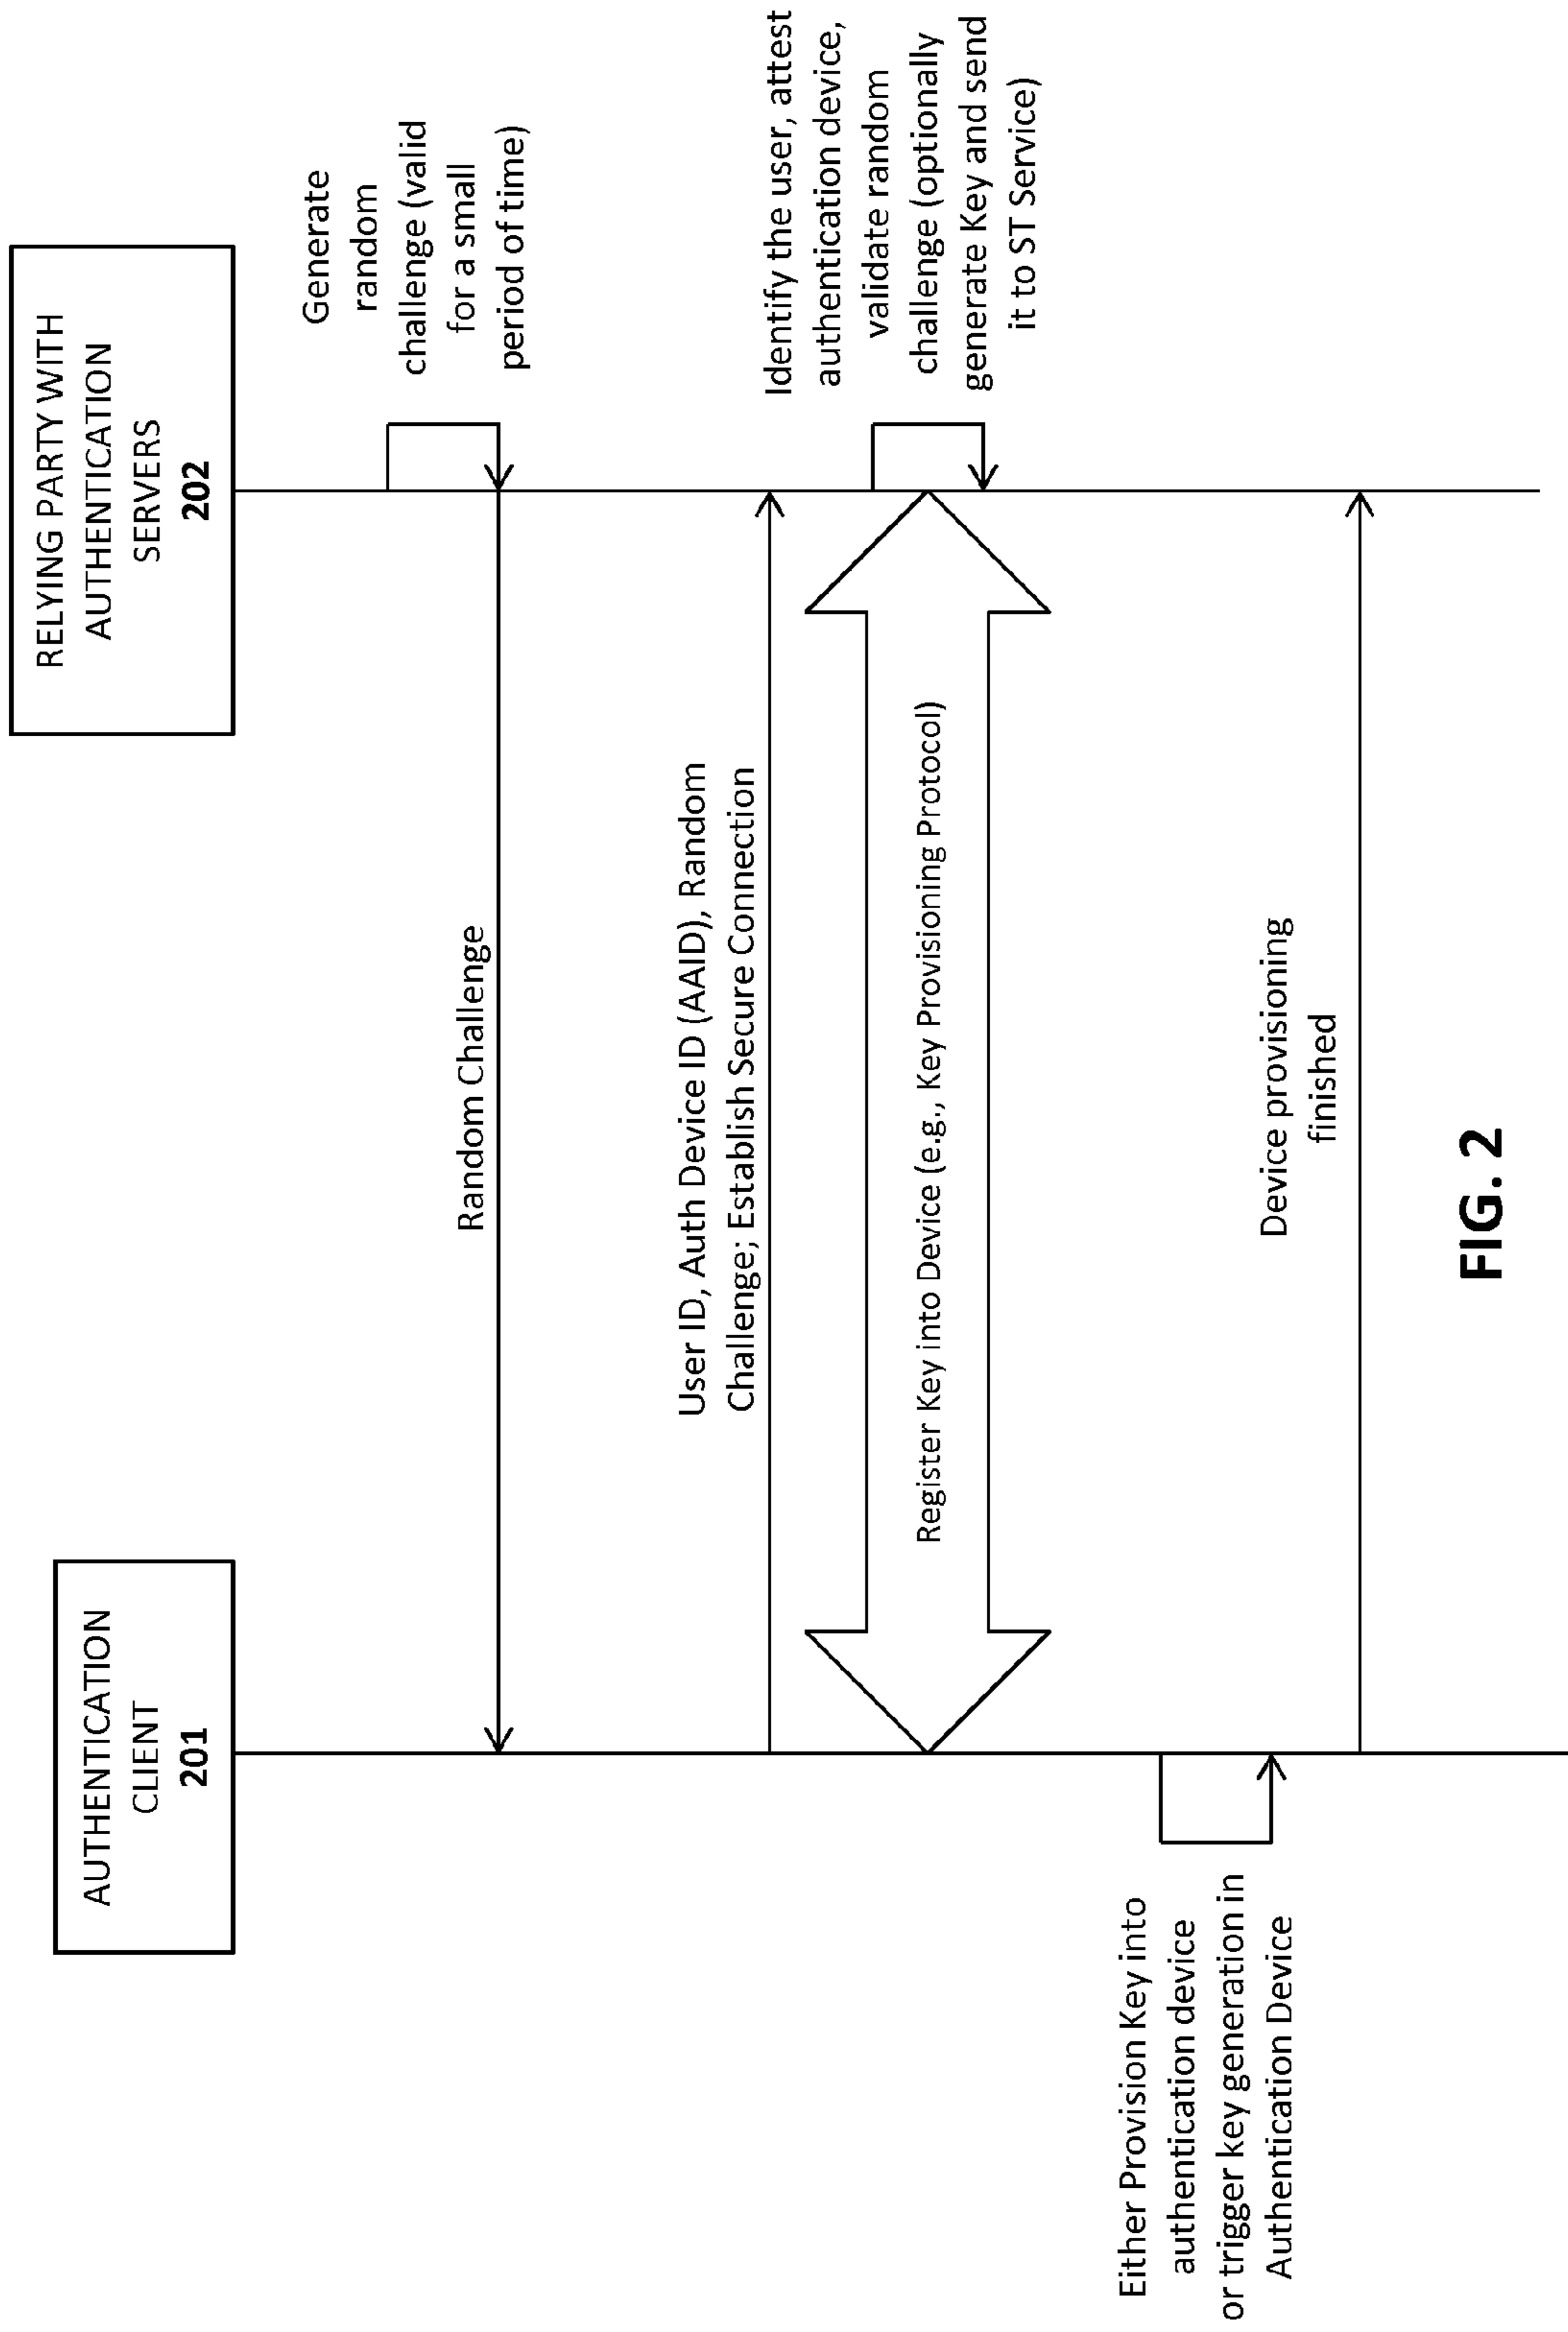 AUTHENTICATION
CLIENT
201
RELYING PARTY WITH
AUTHENTICATION
SERVERS
202
Generate
random
challenge (valid
for a small
period of time)
Random Challenge
User ID, Auth Device ID (AAID), Random
Challenge; Establish Secure Connection
Identify the user, attest
authentication device,
validate random
challenge (optionally
generate Key and send
it to ST Service)
Register Key into Device (e.g., Key Provisioning Protocol)
Either Provision Key into
authentication device
or trigger key generation in
Authentication Device
Device provisioning
finished
FIG. 2